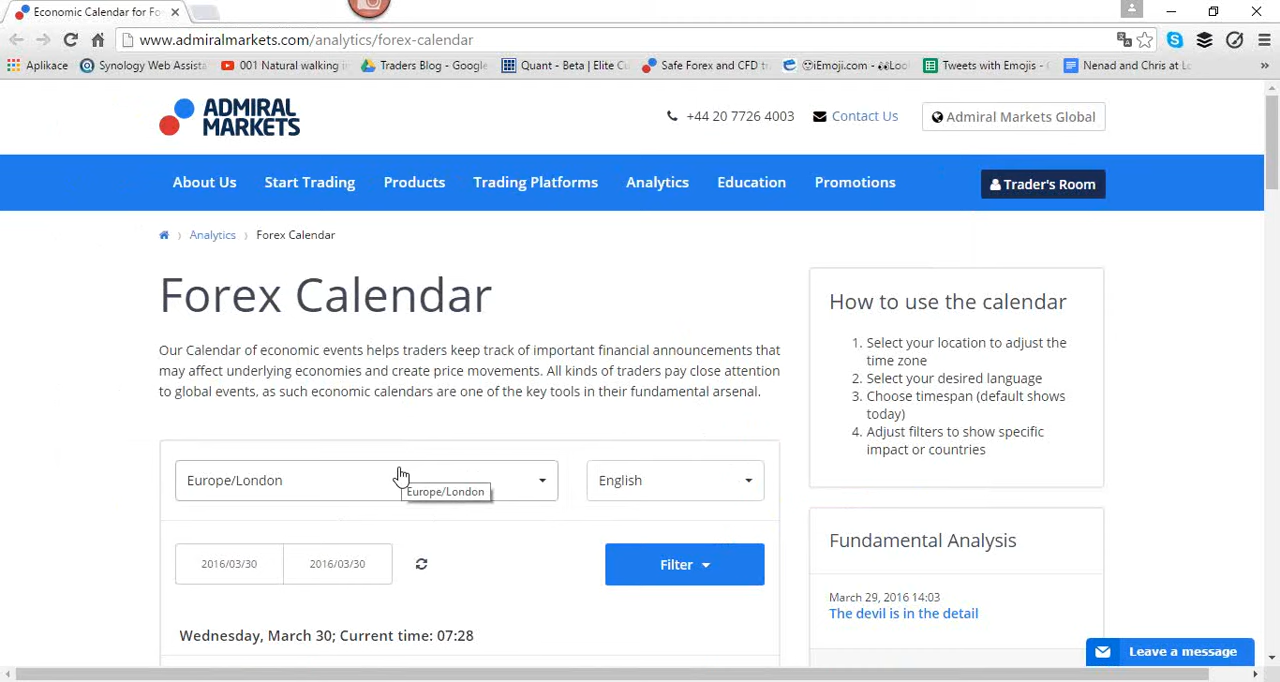 Economic Calendar for Fo
www.admiralmarkets.com/analytics/forex-calendar
Aplikace
Synology Web Assista
001 Natural walking i
Traders Blog - Google
Quant - Beta | Elite Cu
Safe Forex and CFD tr
iEmoji.com - 👀Loo
Tweets with Emojis -
Nenad and Chris at Lo
»
ADMIRAL
MARKETS
+44 20 7726 4003
Contact Us
Admiral Markets Global
About Us
Start Trading
Products
Trading Platforms
Analytics
Education
Promotions
Trader's Room
Analytics
Forex Calendar
Forex Calendar
Our Calendar of economic events helps traders keep track of important financial announcements that
may affect underlying economies and create price movements. All kinds of traders pay close attention
to global events, as such economic calendars are one of the key tools in their fundamental arsenal.
Europe/London
Europe/London
English
2016/03/30
2016/03/30
Filter
Wednesday, March 30; Current time: 07:28
How to use the calendar
1. Select your location to adjust the
time zone
2. Select your desired language
3. Choose timespan (default shows
today)
4. Adjust filters to show specific
impact or countries
Fundamental Analysis
March 29, 2016 14:03
The devil is in the detail
Leave a message